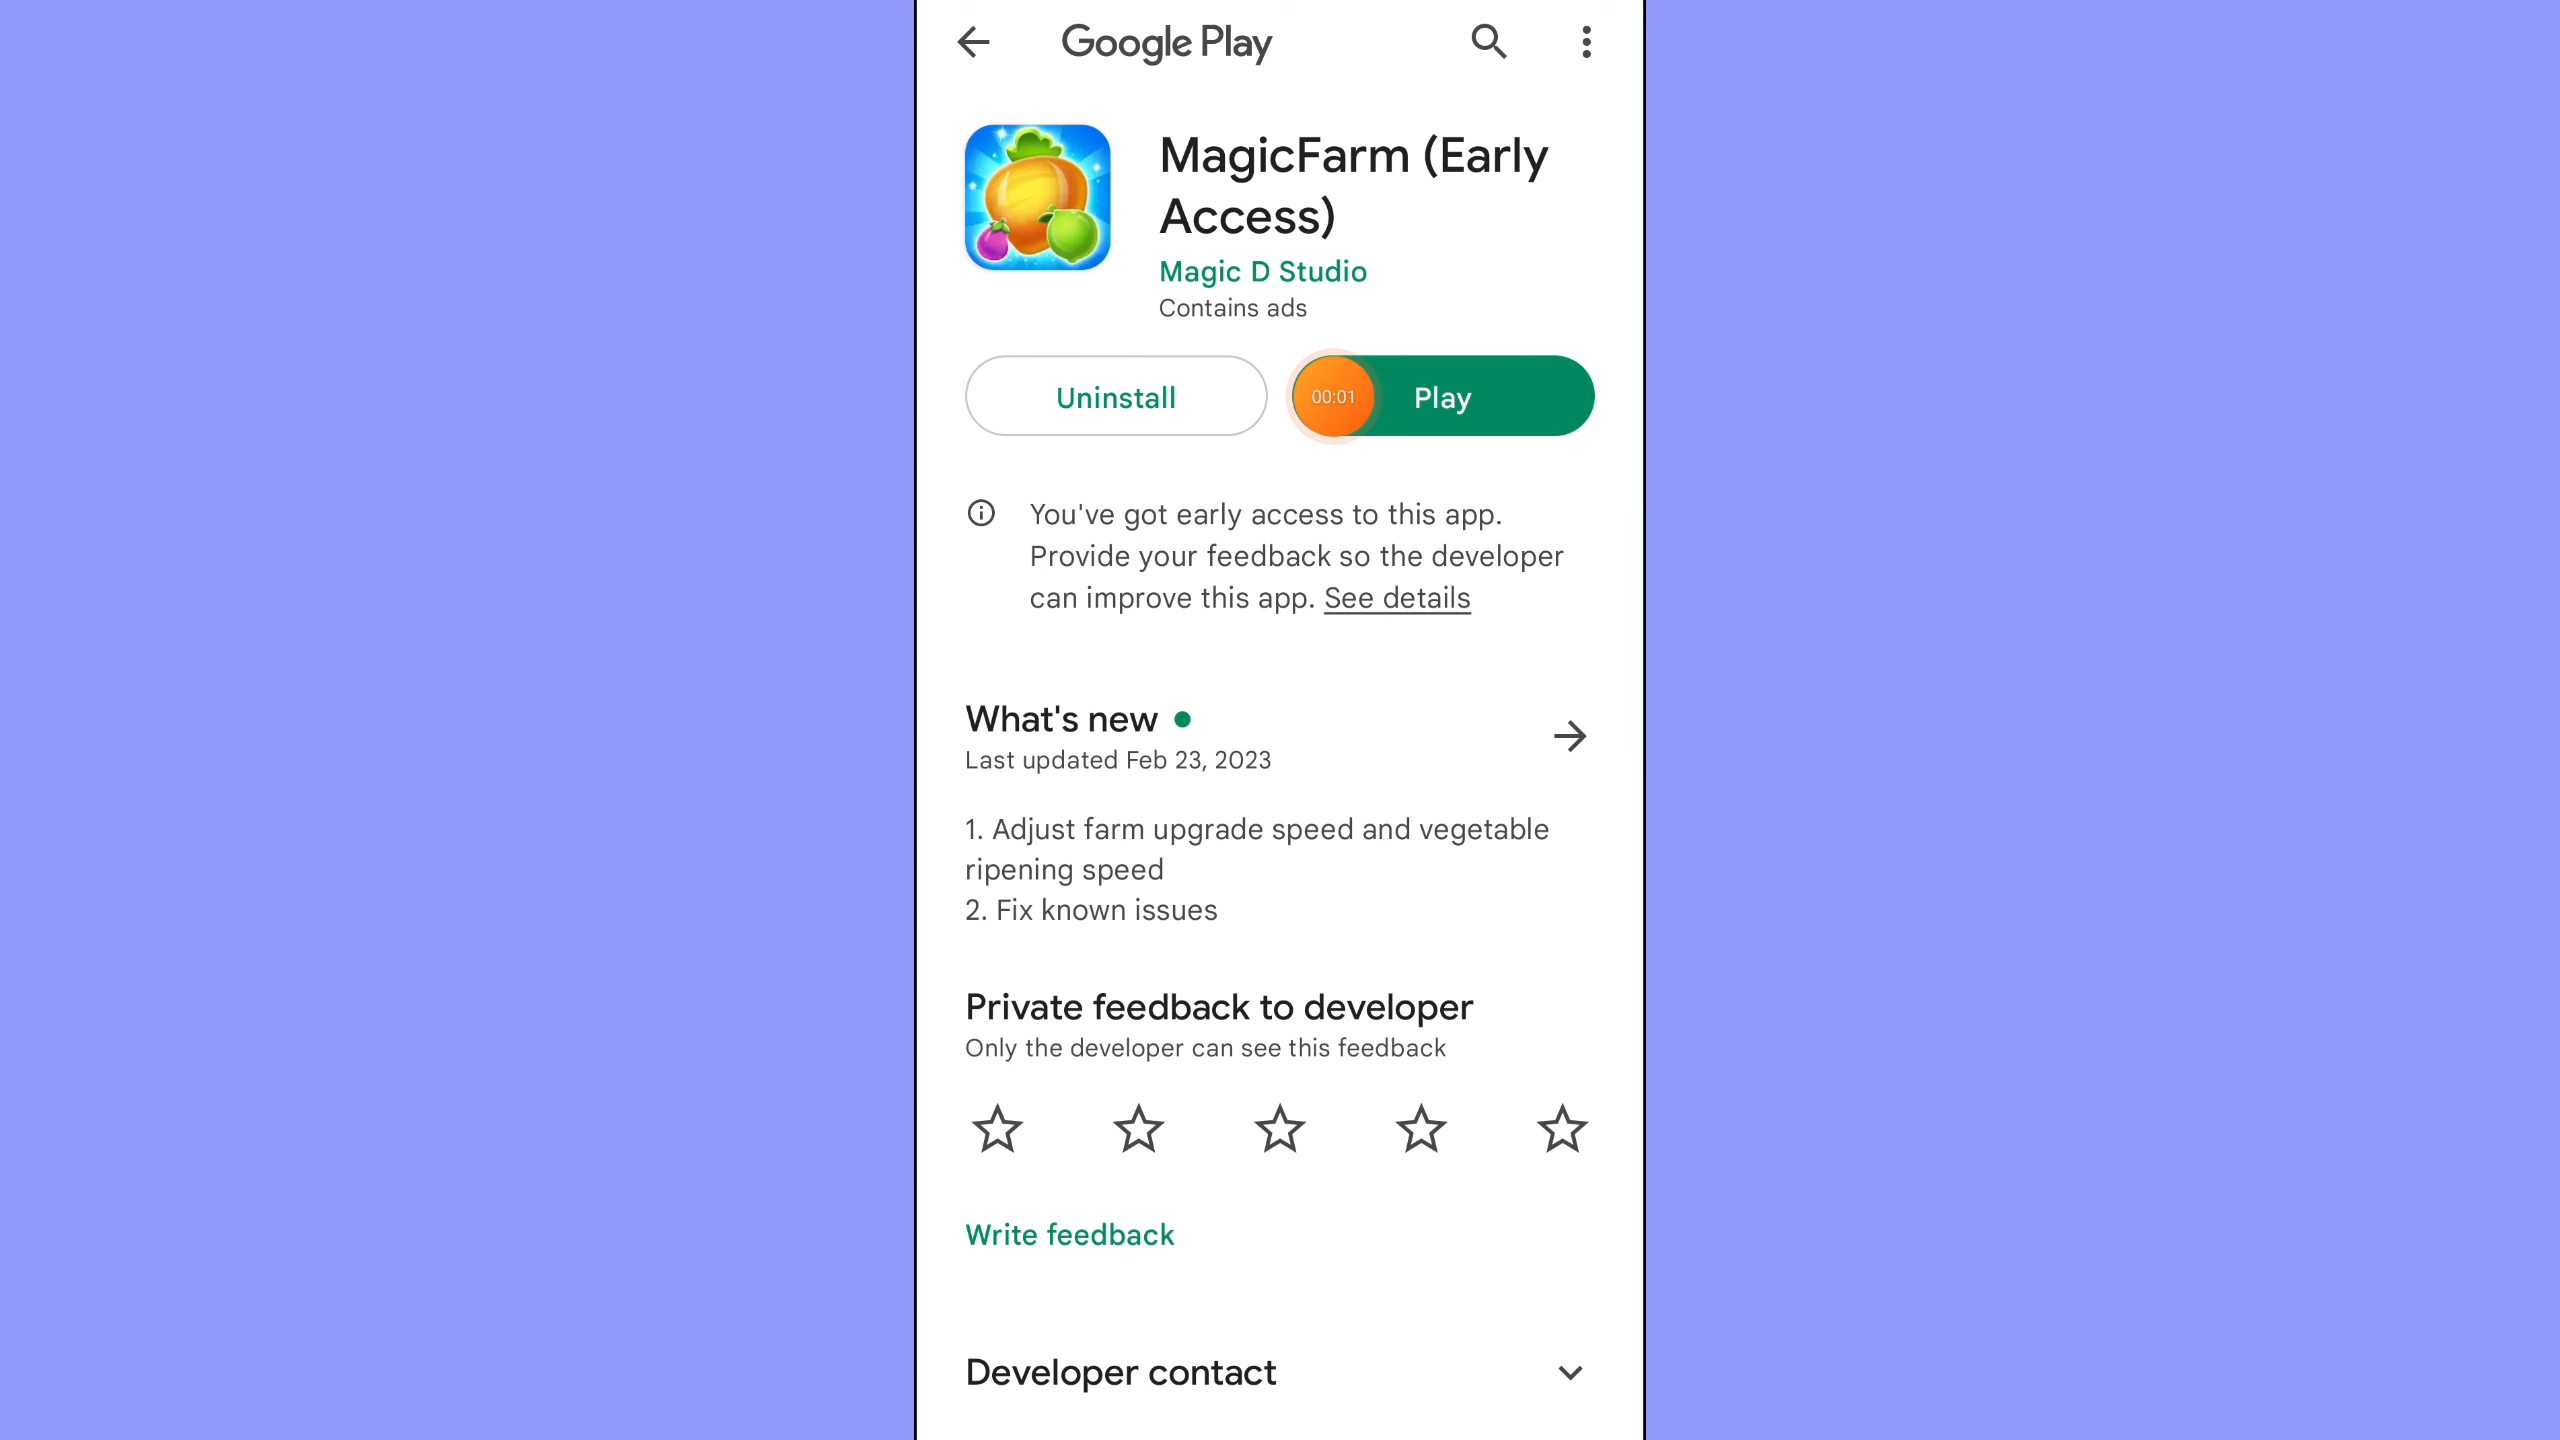 Google Play
MagicFarm (Early
Access)
Magic D Studio
Contains ads
Uninstall
00:01
Play
You've got early access to this app.
Provide your feedback so the developer
can improve this app. See details
What's new
Last updated Feb 23, 2023
1. Adjust farm upgrade speed and vegetable
ripening speed
2. Fix known issues
Private feedback to developer
Only the developer can see this feedback
Write feedback
Developer contact